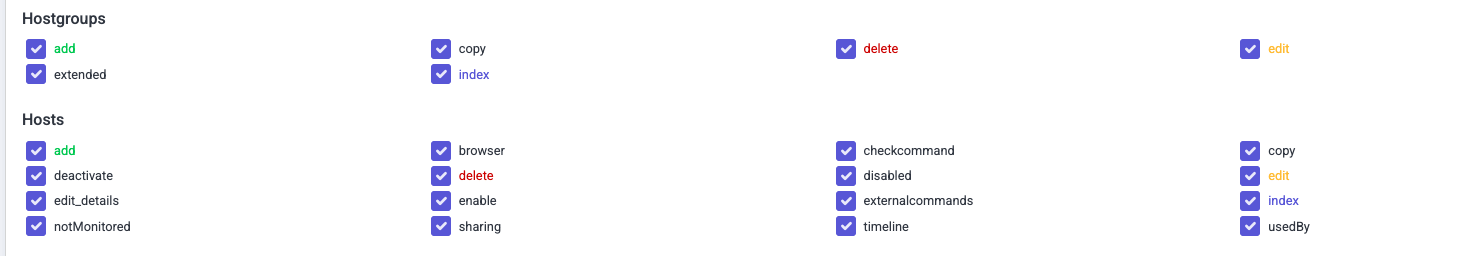 Hostgroups
add copy delete edit
extended index
Hosts
add browser checkcommand copy
deactivate delete disabled edit
edit_details enable externalcommands index
notMonitored sharing timeline usedBy